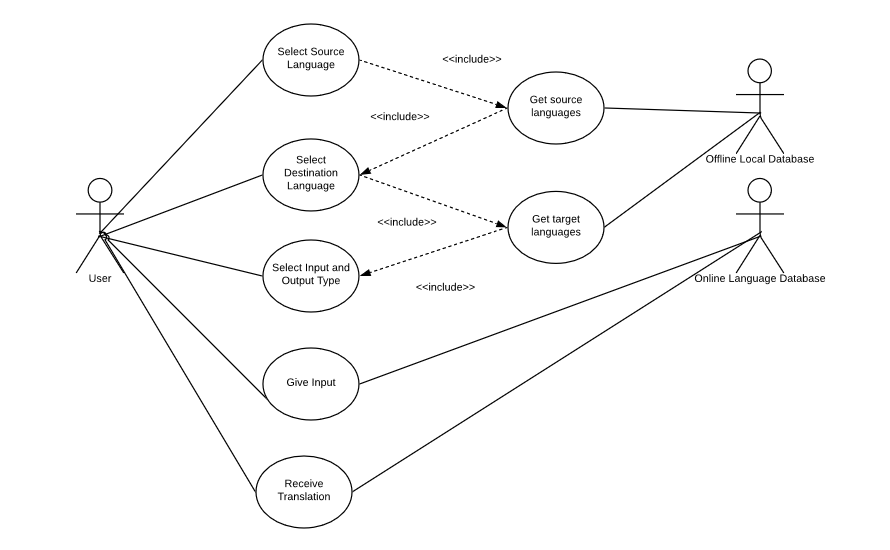 Select Source
Language
<<include>>
Get source
languages
<<include>>
Offline Local Database
Select
Destination
Language
<<include>>
Get target
languages
User
Select Input and
Output Type
Online Language Database
<<include>>
Give Input
Receive
Translation